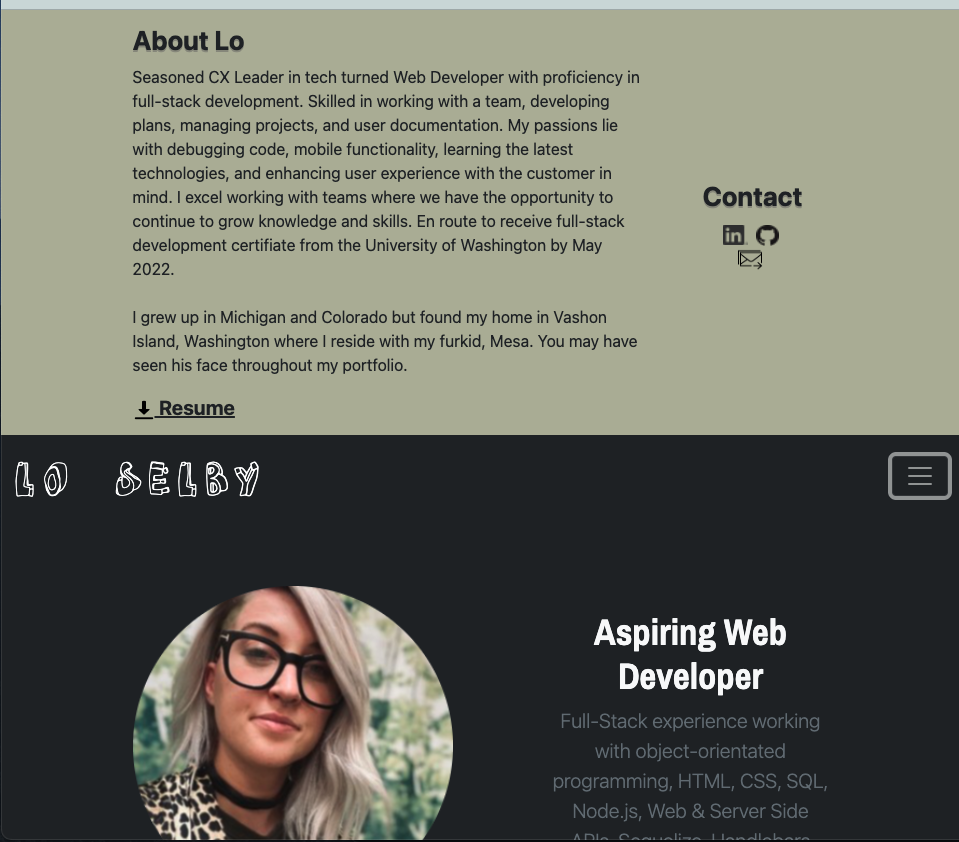 About Lo
Seasoned CX Leader in tech turned Web Developer with proficiency in
full-stack development. Skilled in working with a team, developing
plans, managing projects, and user documentation. My passions lie
with debugging code, mobile functionality, learning the latest
technologies, and enhancing user experience with the customer in
mind. I excel working with teams where we have the opportunity to
continue to grow knowledge and skills. En route to receive full-stack
development certifiate from the University of Washington by May
2022.
I grew up in Michigan and Colorado but found my home in Vashon
Island, Washington where I reside with my furkid, Mesa. You may have
seen his face throughout my portfolio.
Resume
Contact
in
LO SELBY
Aspiring Web
Developer
Full-Stack experience working
with object-orientated
programming, HTML, CSS, SQL,
Node.js, Web & Server Side
APIs, Sequelize, Handlebars,